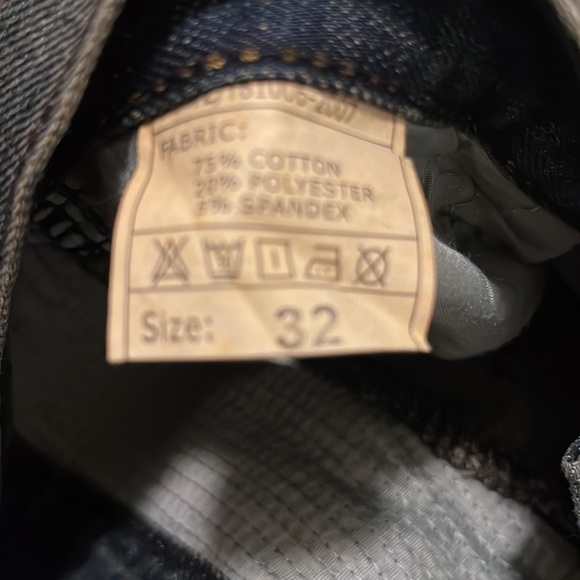 FABRIC:
75% COTTON
20% POLYESTER
5% SPANDEX
Size: 32